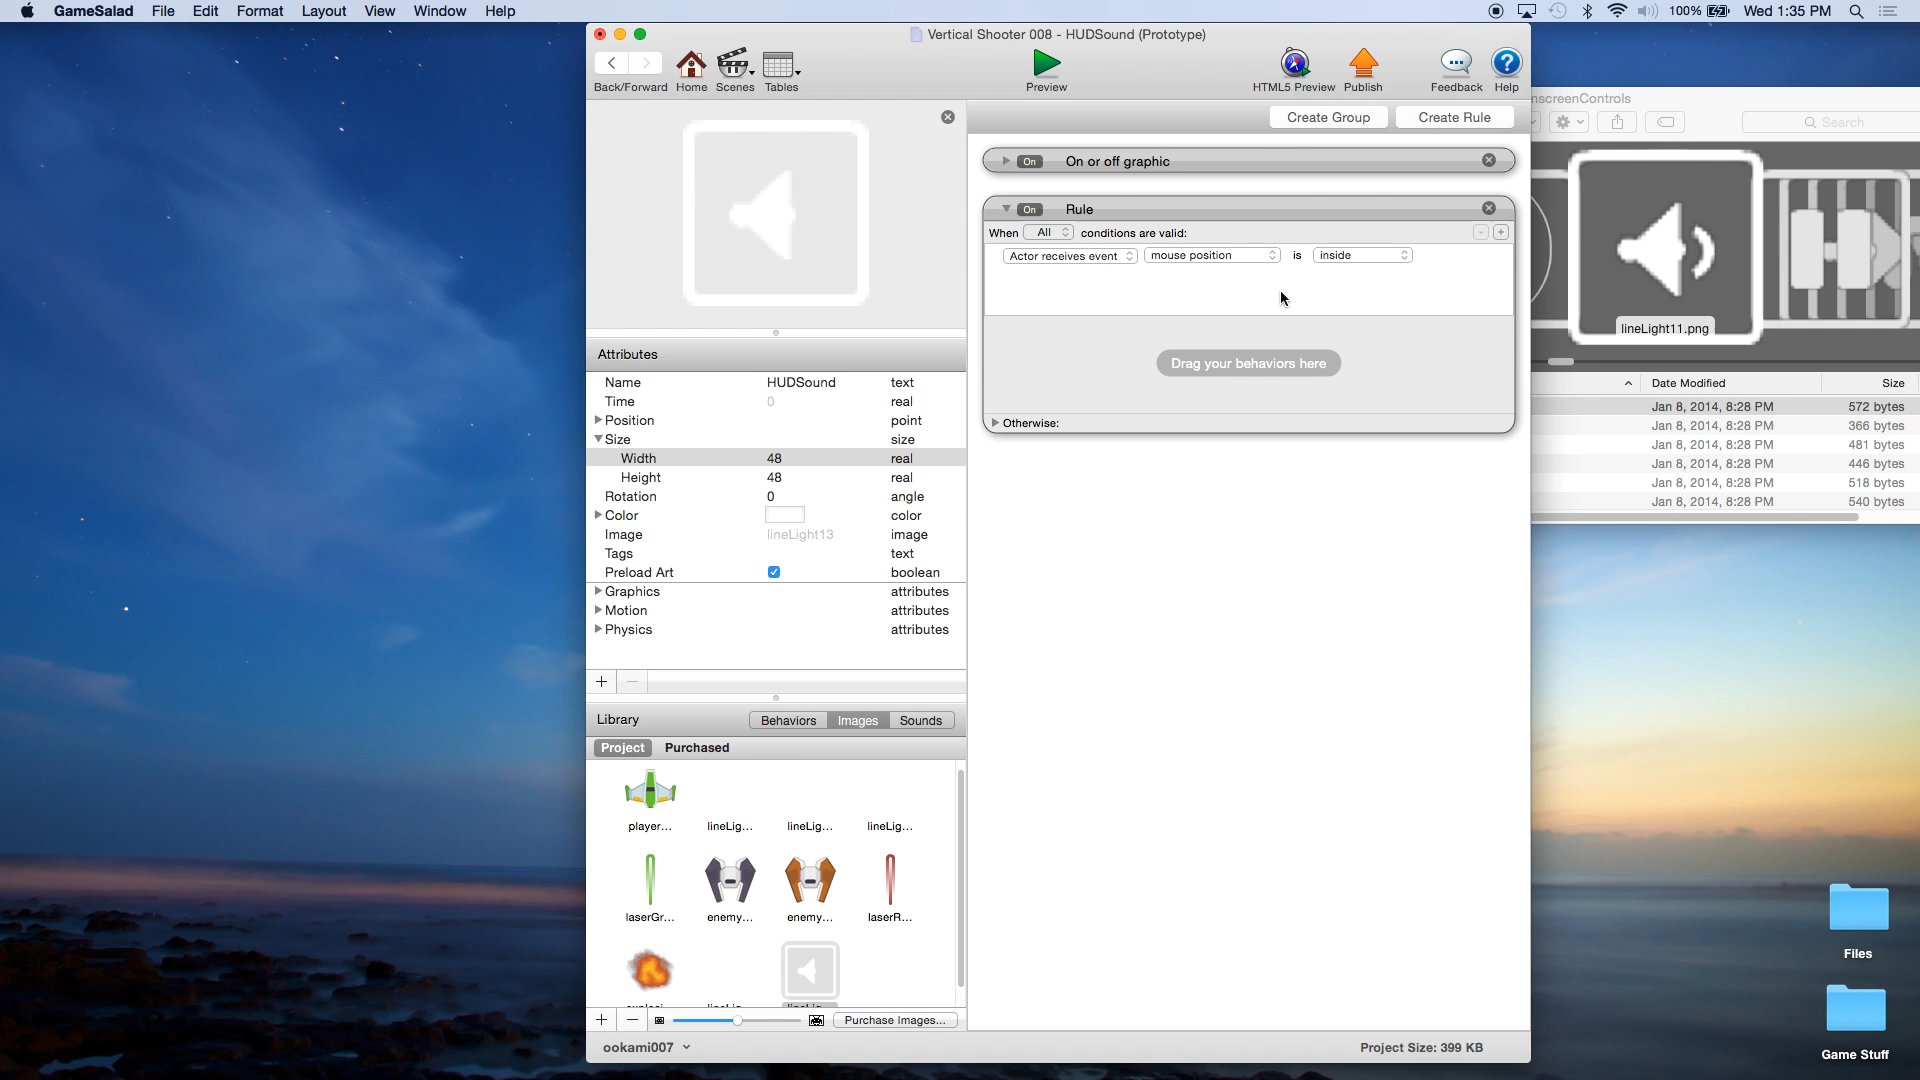 GameSalad File Edit Format Layout View Window Help
100% Wed 1:35 PM
Vertical Shooter 008 - HUDSound (Prototype)
Back/Forward Home Scenes Tables Preview HTML5 Preview Publish Feedback Help
Create Group Create Rule
On On or off graphic
On Rule
When All conditions are valid:
Actor receives event mouse position is inside
Drag your behaviors here
Otherwise:
Attributes
Name HUDSound text
Time 0 real
Position point
Size size
Width 48 real
Height 48 real
Rotation 0 angle
Color color
Image lineLight13 image
Tags text
Preload Art boolean
Graphics attributes
Motion attributes
Physics attributes
Library Behaviors Images Sounds
Project Purchased
player... lineLig... lineLig... lineLig...
laserGr... enemy... enemy... laserR...
Purchase Images...
ookami007 Project Size: 399 KB
nscreenControls
Search
lineLight11.png
Date Modified Size
Jan 8, 2014, 8:28 PM 572 bytes
Jan 8, 2014, 8:28 PM 366 bytes
Jan 8, 2014, 8:28 PM 481 bytes
Jan 8, 2014, 8:28 PM 446 bytes
Jan 8, 2014, 8:28 PM 518 bytes
Jan 8, 2014, 8:28 PM 540 bytes
Files
Game Stuff